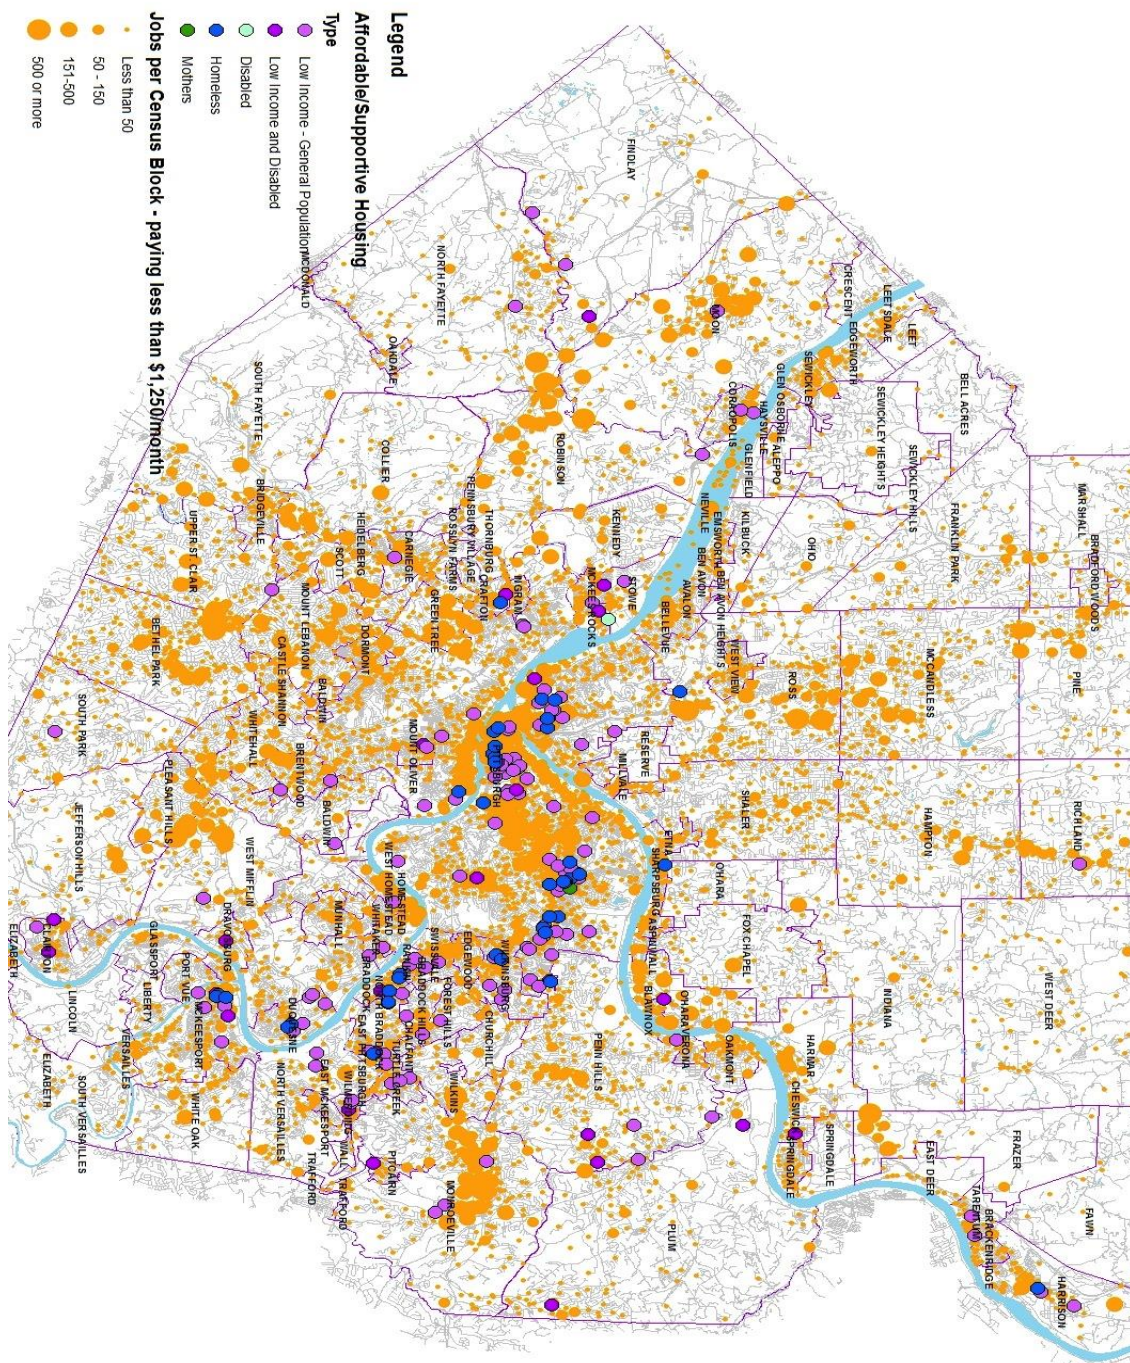 Legend
Affordable/Supportive Housing
Type
Low Income - General Population
Low Income and Disabled
Disabled
Homeless
Mothers
Jobs per Census Block - paying less than $1,250/month
Less than 50
50 - 150
151-500
500 or more
FINDLAY
MCDONALD
NORTH FAYETTE
OAKDALE
SOUTH FAYETTE
COLLIER
MOON
CRESCENT
EDGEWORTH
LEETSDALE
LEET
BELL ACRES
SEWICKLEY
SEWICKLEY HEIGHTS
SEWICKLEY HILLS
GLEN OSBORNE
ALEPPO
HAYSVILLE
GLENFIELD
CORAOPOLIS
ROBINSON
NEVILLE
KILBUCK
EMSWORTH
BEN AVON
BEN AVON HEIGHTS
OHIO
FRANKLIN PARK
MARSHALL
BRADFORD WOODS
PINE
MCCANDLESS
ROSS
WEST VIEW
AVALON
BELLEVUE
KENNEDY
STOWE
MCKEES ROCKS
INGRAM
CRAFTON
THORNBURG
PENNSBURY VILLAGE
ROSSLYN FARMS
CARNEGIE
GREEN TREE
HEIDELBERG
SCOTT
BRIDGEVILLE
UPPER ST. CLAIR
MOUNT LEBANON
DORMONT
CASTLE SHANNON
BETHEL PARK
SOUTH PARK
BALDWIN
WHITEHALL
BRENTWOOD
BALDWIN
MOUNT OLIVER
PITTSBURGH
RESERVE
MILLVALE
SHALER
ETNA
SHARPSBURG
ASPINWALL
O'HARA
FOX CHAPEL
BLAWNOX
O'HARA
VERONA
OAKMONT
HAMPTON
RICHLAND
WEST DEER
INDIANA
HARMAR
CHESWICK
SPRINGDALE
SPRINGDALE
FRAZER
EAST DEER
TARENTUM
BRACKENRIDGE
FAWN
HARRISON
PLUM
PENN HILLS
MONROEVILLE
PITCAIRN
TRAFFORD
TRAFFORD
WALL
WILMERDING
EAST MCKEESPORT
NORTH VERSAILLES
TURTLE CREEK
EAST PITTSBURGH
CHALFANT
WILKINS
CHURCHILL
FOREST HILLS
BRADDOCK HILLS
NORTH BRADDOCK
BRADDOCK
RANKIN
SWISSVALE
EDGEWOOD
WILKINSBURG
WHITAKER
HOMESTEAD
WEST HOMESTEAD
MUNHALL
WEST MIFFLIN
PLEASANT HILLS
JEFFERSON HILLS
DRAVOSBURG
DUQUESNE
MCKEESPORT
WHITE OAK
PORT VUE
LIBERTY
GLASSPORT
CLAIRTON
ELIZABETH
LINCOLN
VERSAILLES
SOUTH VERSAILLES
ELIZABETH